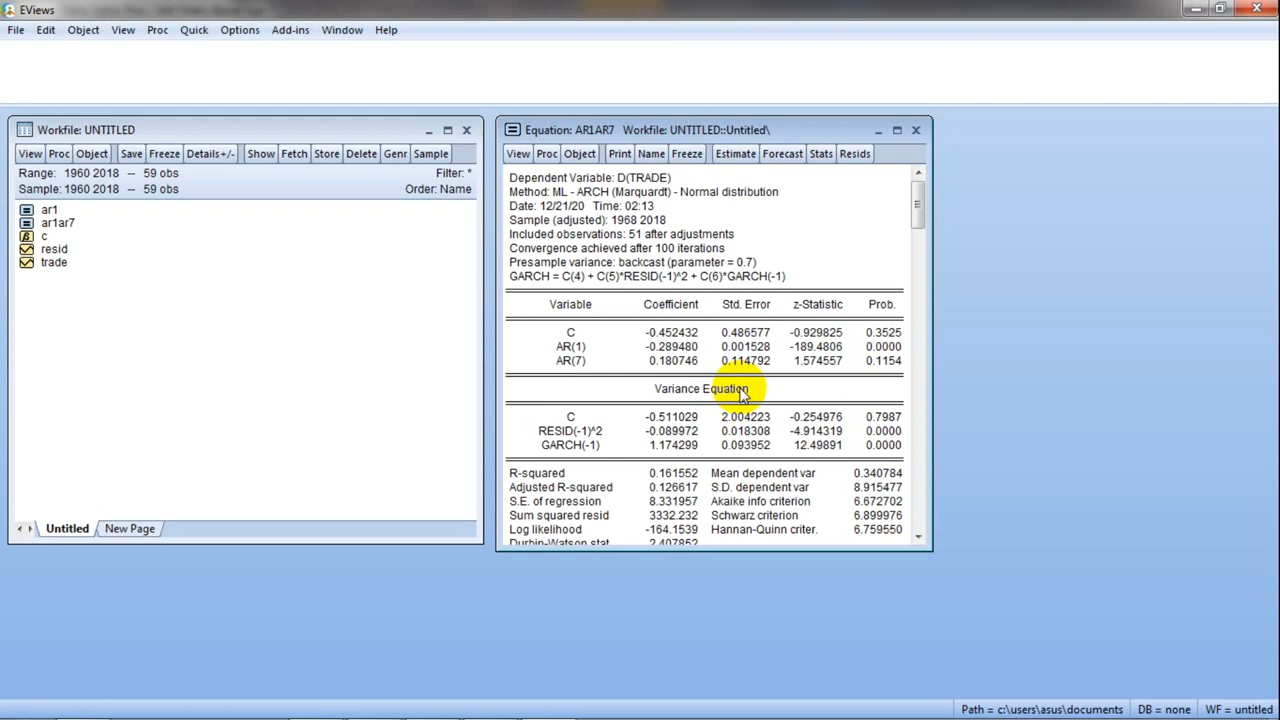 EViews
File Edit Object View Proc Quick Options Add-ins Window Help
Workfile: UNTITLED
View Proc Object Save Freeze Details+/- Show Fetch Store Delete Genr Sample
Range: 1960 2018 -- 59 obs Filter: *
Sample: 1960 2018 -- 59 obs Order: Name
ar1
ar1ar7
c
resid
trade
Untitled New Page
Equation: AR1AR7 Workfile: UNTITLED::Untitled\
View Proc Object Print Name Freeze Estimate Forecast Stats Resids
Dependent Variable: D(TRADE)
Method: ML - ARCH (Marquardt) - Normal distribution
Date: 12/21/20 Time: 02:13
Sample (adjusted): 1968 2018
Included observations: 51 after adjustments
Convergence achieved after 100 iterations
Presample variance: backcast (parameter = 0.7)
GARCH = C(4) + C(5)*RESID(-1)^2 + C(6)*GARCH(-1)
Variable Coefficient Std. Error z-Statistic Prob.
C -0.452432 0.486577 -0.929825 0.3525
AR(1) -0.289480 0.001528 -189.4806 0.0000
AR(7) 0.180746 0.114792 1.574557 0.1154
Variance Equation
C -0.511029 2.004223 -0.254976 0.7987
RESID(-1)^2 -0.089972 0.018308 -4.914319 0.0000
GARCH(-1) 1.174299 0.093952 12.49891 0.0000
R-squared 0.161552 Mean dependent var 0.340784
Adjusted R-squared 0.126617 S.D. dependent var 8.915477
S.E. of regression 8.331957 Akaike info criterion 6.672702
Sum squared resid 3332.232 Schwarz criterion 6.899976
Log likelihood -164.1539 Hannan-Quinn criter. 6.759550
Durbin-Watson stat 2.407852
Path = c:\users\asus\documents DB = none WF = untitled